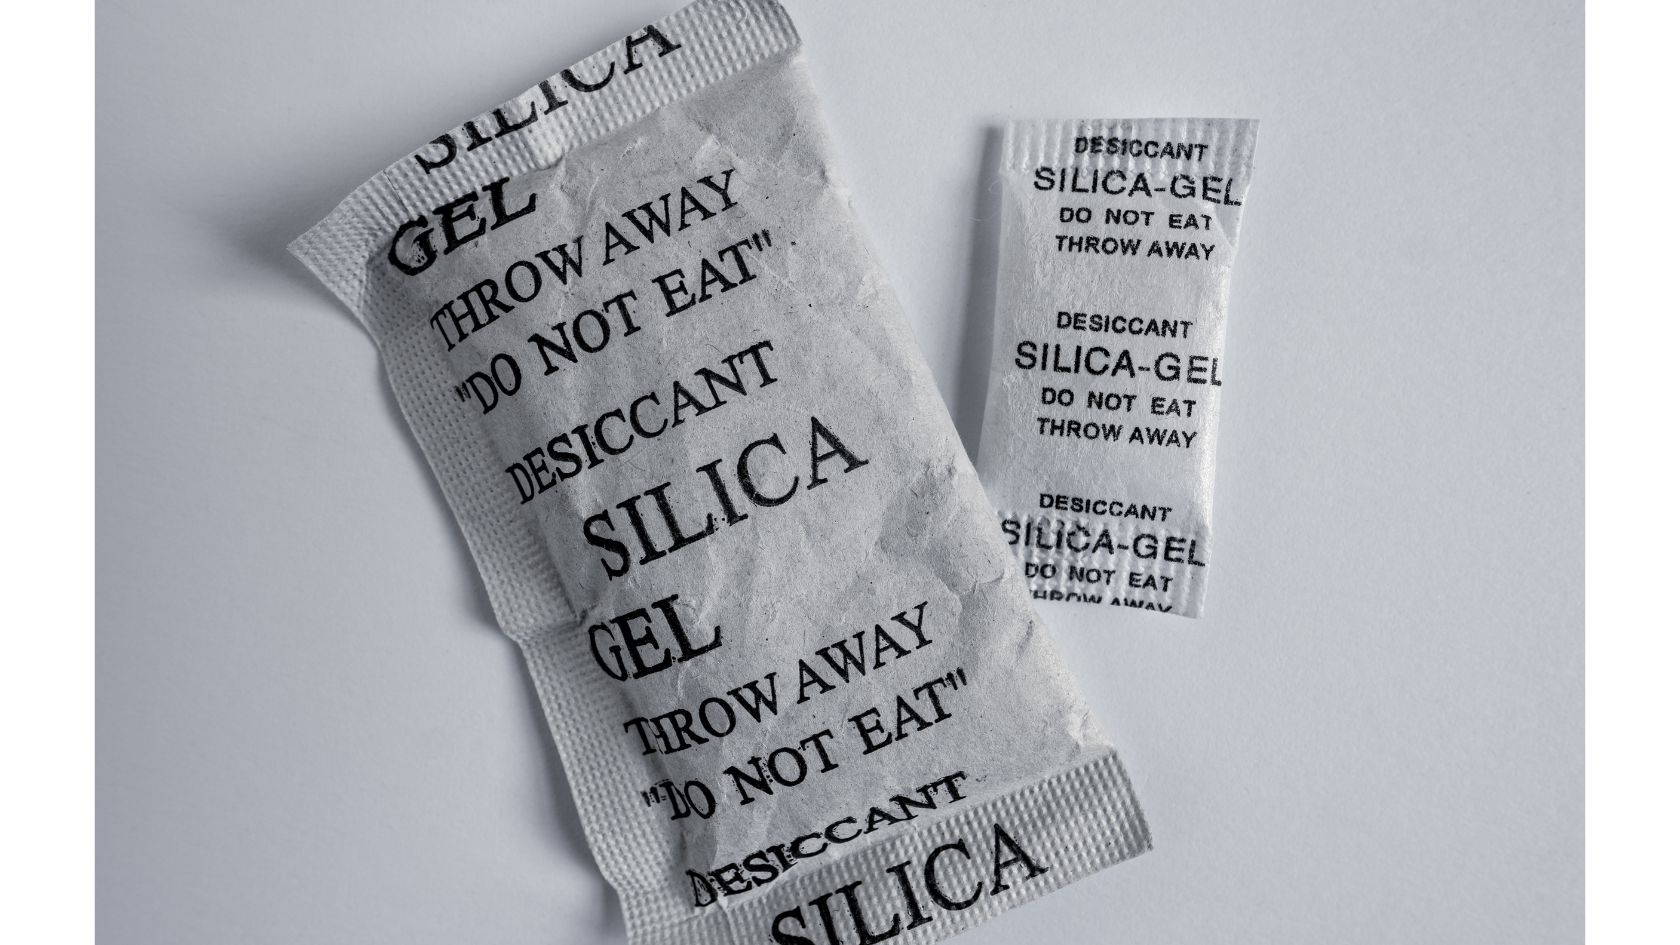 SILICA
GEL
THROW AWAY
"DO NOT EAT"
DESICCANT
SILICA
GEL
THROW AWAY
"DO NOT EAT"
DESICCANT
SILICA
DESICCANT
SILICA-GEL
DO NOT EAT
THROW AWAY
DESICCANT
SILICA-GEL
DO NOT EAT
THROW AWAY
DESICCANT
SILICA-GEL
DO NOT EAT
THROW AWAY